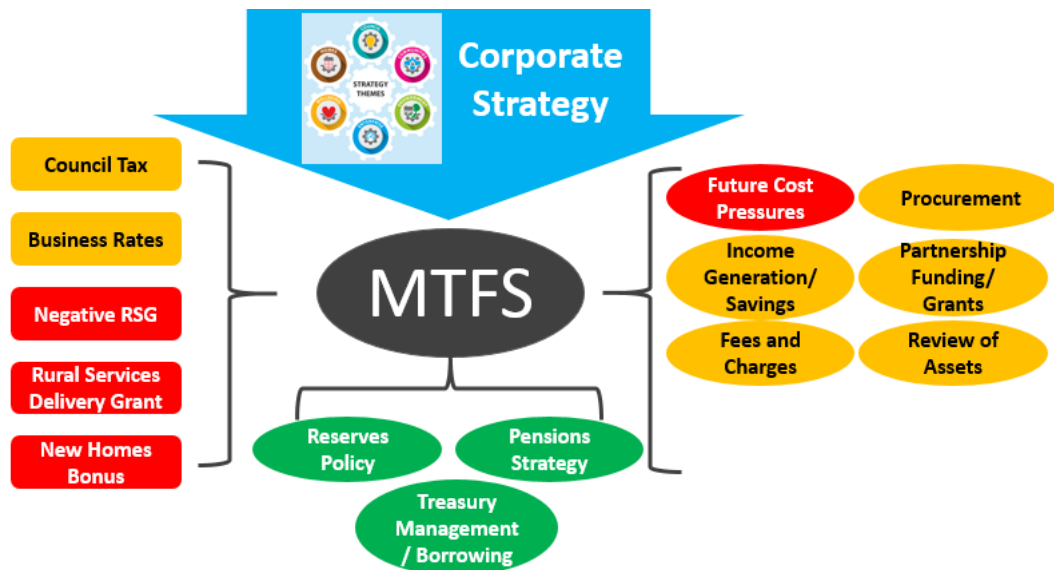 Corporate
Strategy
STRATEGY
THEMES
Council Tax
Business Rates
Negative RSG
Rural Services
Delivery Grant
New Homes
Bonus
MTFS
Future Cost
Pressures
Procurement
Income
Generation/
Savings
Partnership
Funding/
Grants
Fees and
Charges
Review of
Assets
Reserves
Policy
Pensions
Strategy
Treasury
Management
/ Borrowing